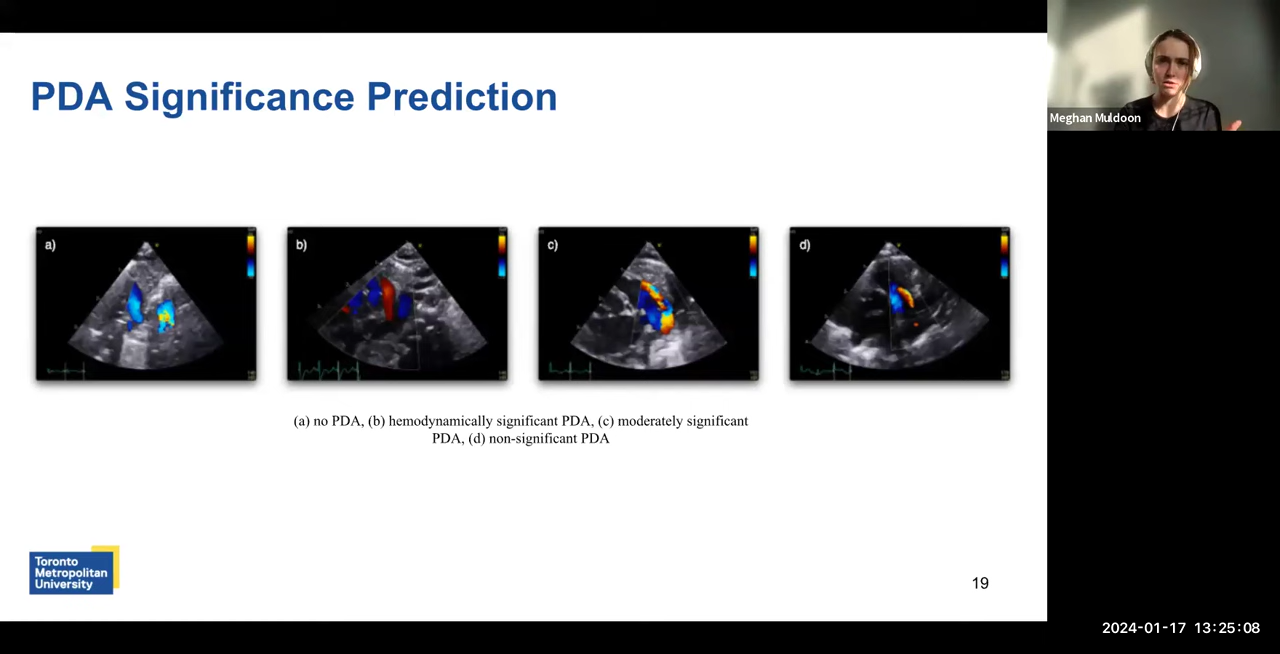 PDA Significance Prediction
Meghan Muldoon
a)
b)
c)
d)
(a) no PDA, (b) hemodynamically significant PDA, (c) moderately significant
PDA, (d) non-significant PDA
Toronto
Metropolitan
University
19
2024-01-17 13:25:08